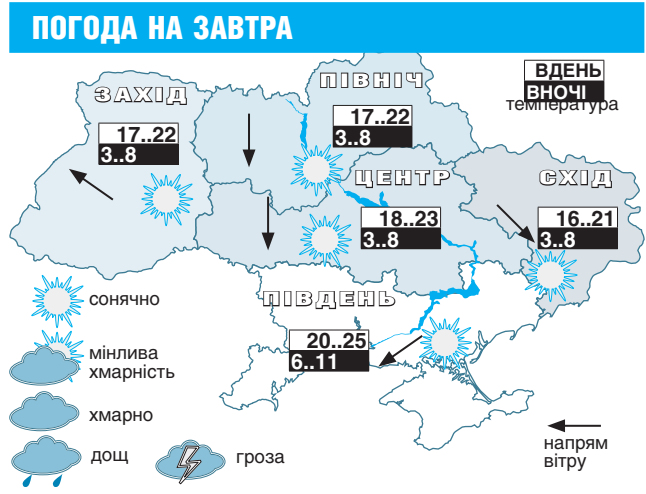 ПОГОДА НА ЗАВТРА
ВДЕНЬ
ВНОЧІ
температура
ПІВНІЧ
17..22
3..8
ЗАХІД
17..22
3..8
ЦЕНТР
18..23
3..8
СХІД
16..21
3..8
ПІВДЕНЬ
20..25
6..11
сонячно
мінлива
хмарність
хмарно
дощ
гроза
напрям
вітру